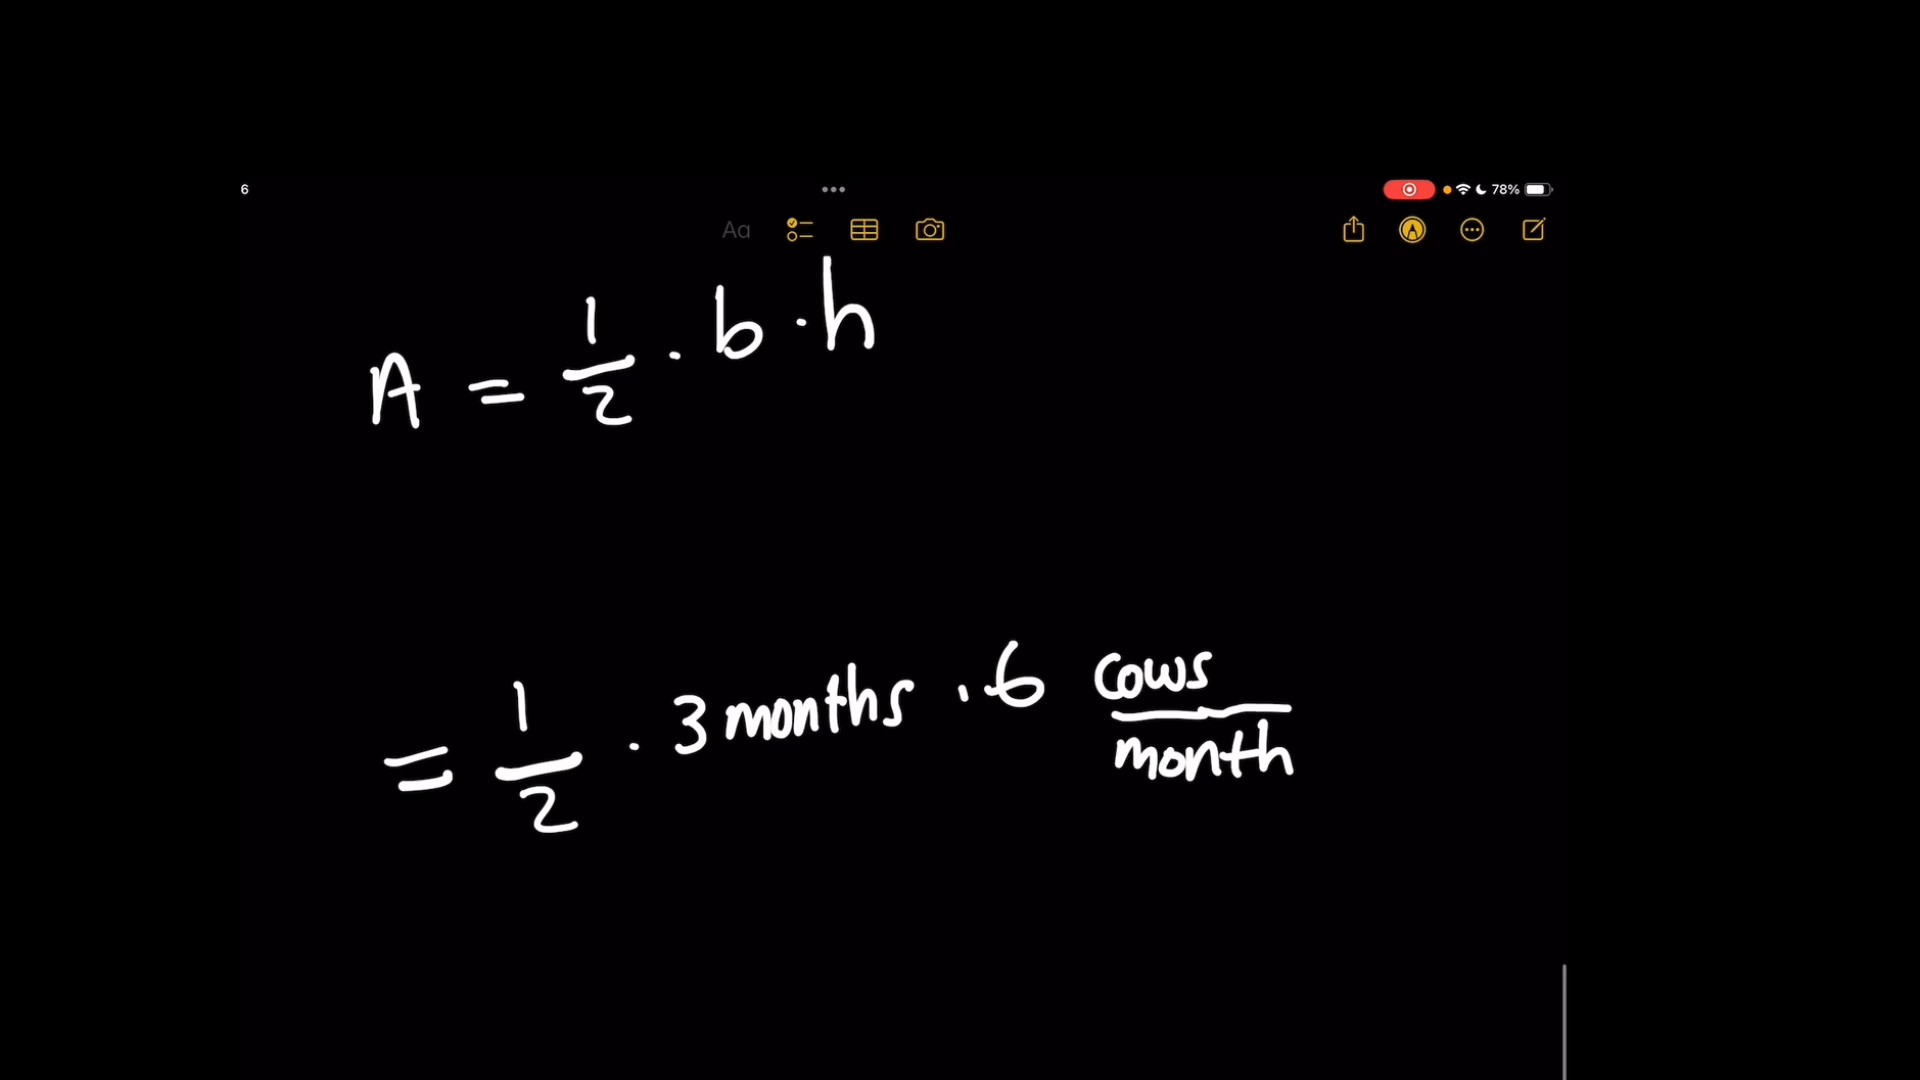 6
78%
Aa
A = 1/2 · b · h
= 1/2 · 3 months · 6 cows/month